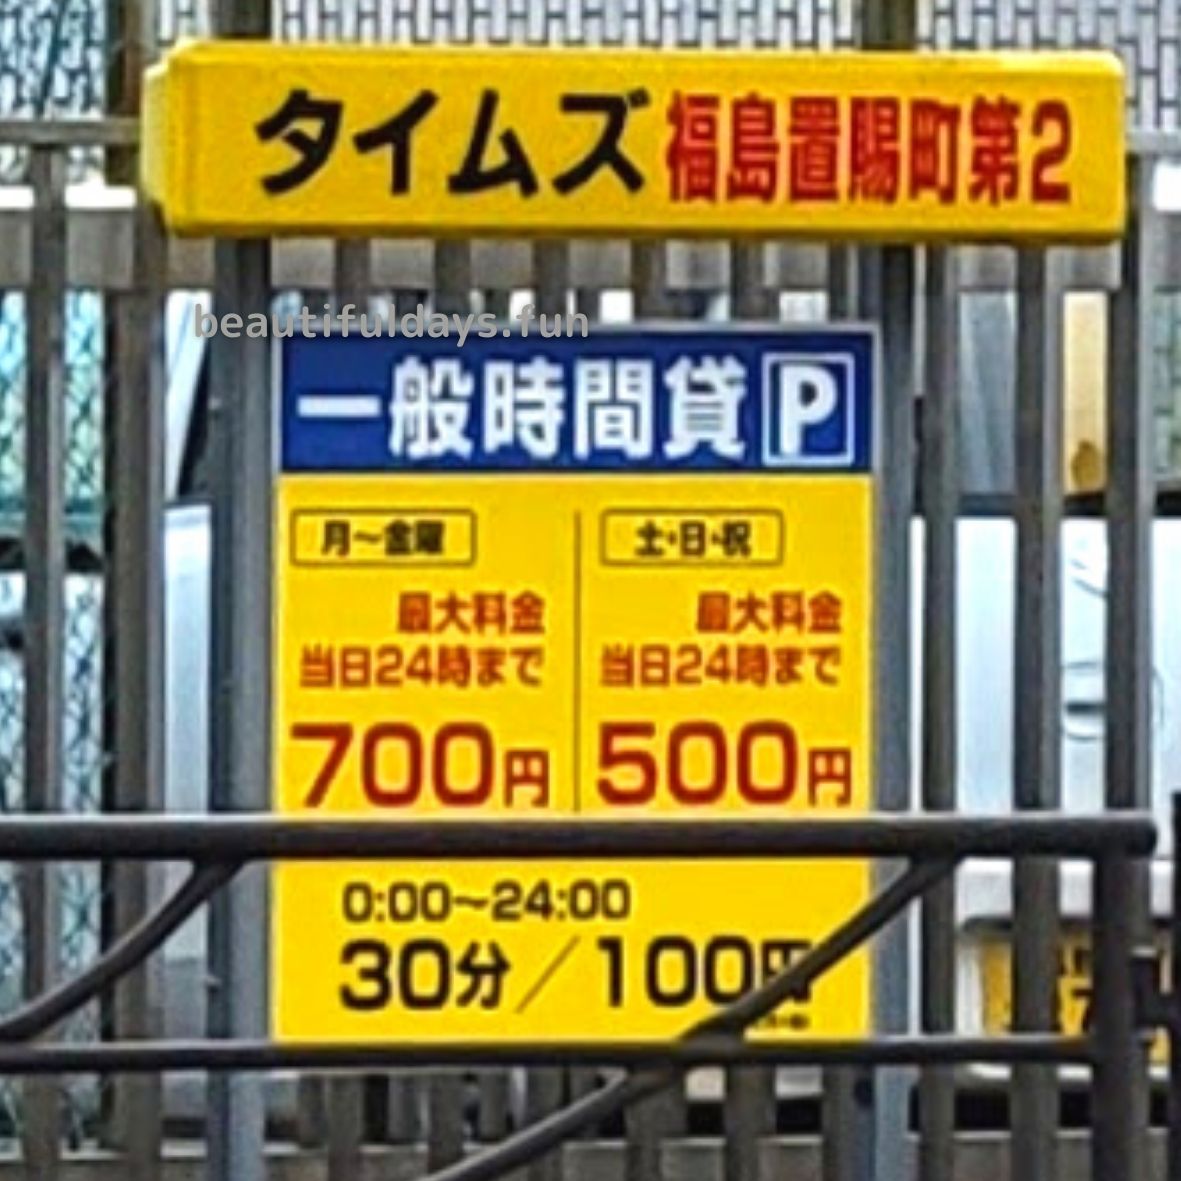 タイムズ 福島置賜町第2
beautifuldays.fun
一般時間貸 P
月～金曜
最大料金
当日24時まで
700円
土・日・祝
最大料金
当日24時まで
500円
0:00～24:00
30分／100円